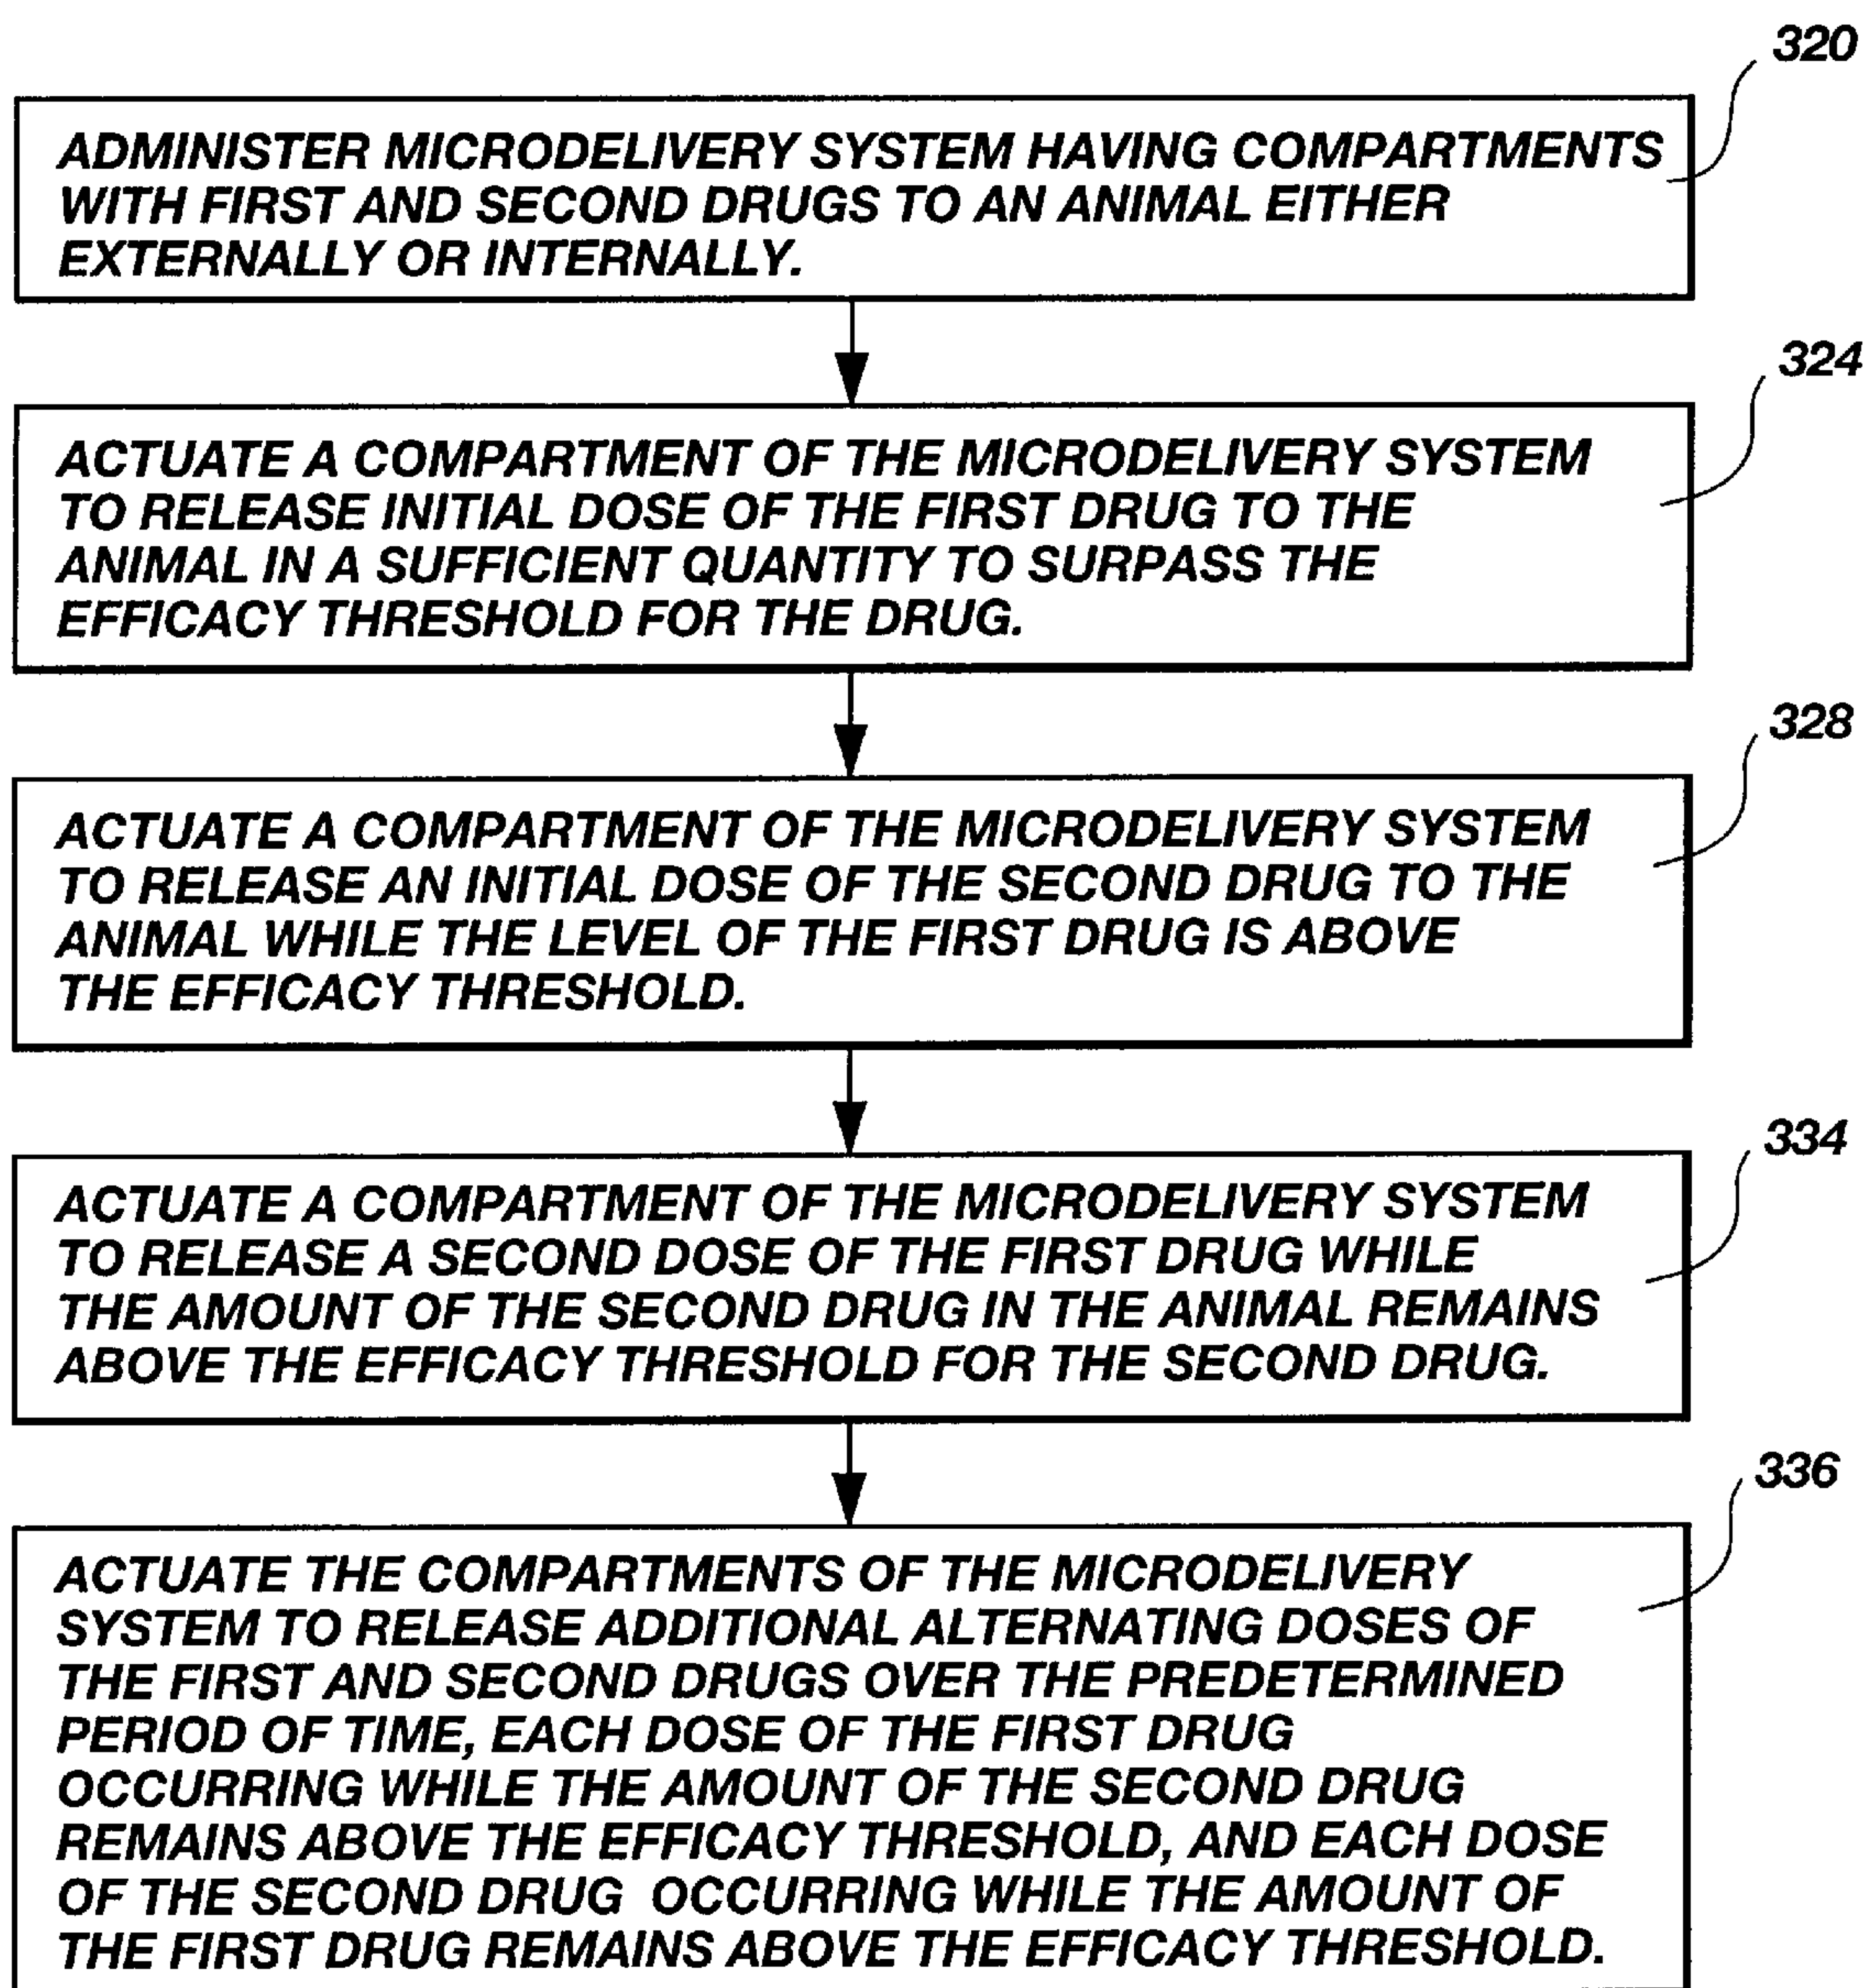 320
ADMINISTER MICRODELIVERY SYSTEM HAVING COMPARTMENTS
WITH FIRST AND SECOND DRUGS TO AN ANIMAL EITHER
EXTERNALLY OR INTERNALLY.
324
ACTUATE A COMPARTMENT OF THE MICRODELIVERY SYSTEM
TO RELEASE INITIAL DOSE OF THE FIRST DRUG TO THE
ANIMAL IN A SUFFICIENT QUANTITY TO SURPASS THE
EFFICACY THRESHOLD FOR THE DRUG.
328
ACTUATE A COMPARTMENT OF THE MICRODELIVERY SYSTEM
TO RELEASE AN INITIAL DOSE OF THE SECOND DRUG TO THE
ANIMAL WHILE THE LEVEL OF THE FIRST DRUG IS ABOVE
THE EFFICACY THRESHOLD.
334
ACTUATE A COMPARTMENT OF THE MICRODELIVERY SYSTEM
TO RELEASE A SECOND DOSE OF THE FIRST DRUG WHILE
THE AMOUNT OF THE SECOND DRUG IN THE ANIMAL REMAINS
ABOVE THE EFFICACY THRESHOLD FOR THE SECOND DRUG.
336
ACTUATE THE COMPARTMENTS OF THE MICRODELIVERY
SYSTEM TO RELEASE ADDITIONAL ALTERNATING DOSES OF
THE FIRST AND SECOND DRUGS OVER THE PREDETERMINED
PERIOD OF TIME, EACH DOSE OF THE FIRST DRUG
OCCURRING WHILE THE AMOUNT OF THE SECOND DRUG
REMAINS ABOVE THE EFFICACY THRESHOLD, AND EACH DOSE
OF THE SECOND DRUG OCCURRING WHILE THE AMOUNT OF
THE FIRST DRUG REMAINS ABOVE THE EFFICACY THRESHOLD.